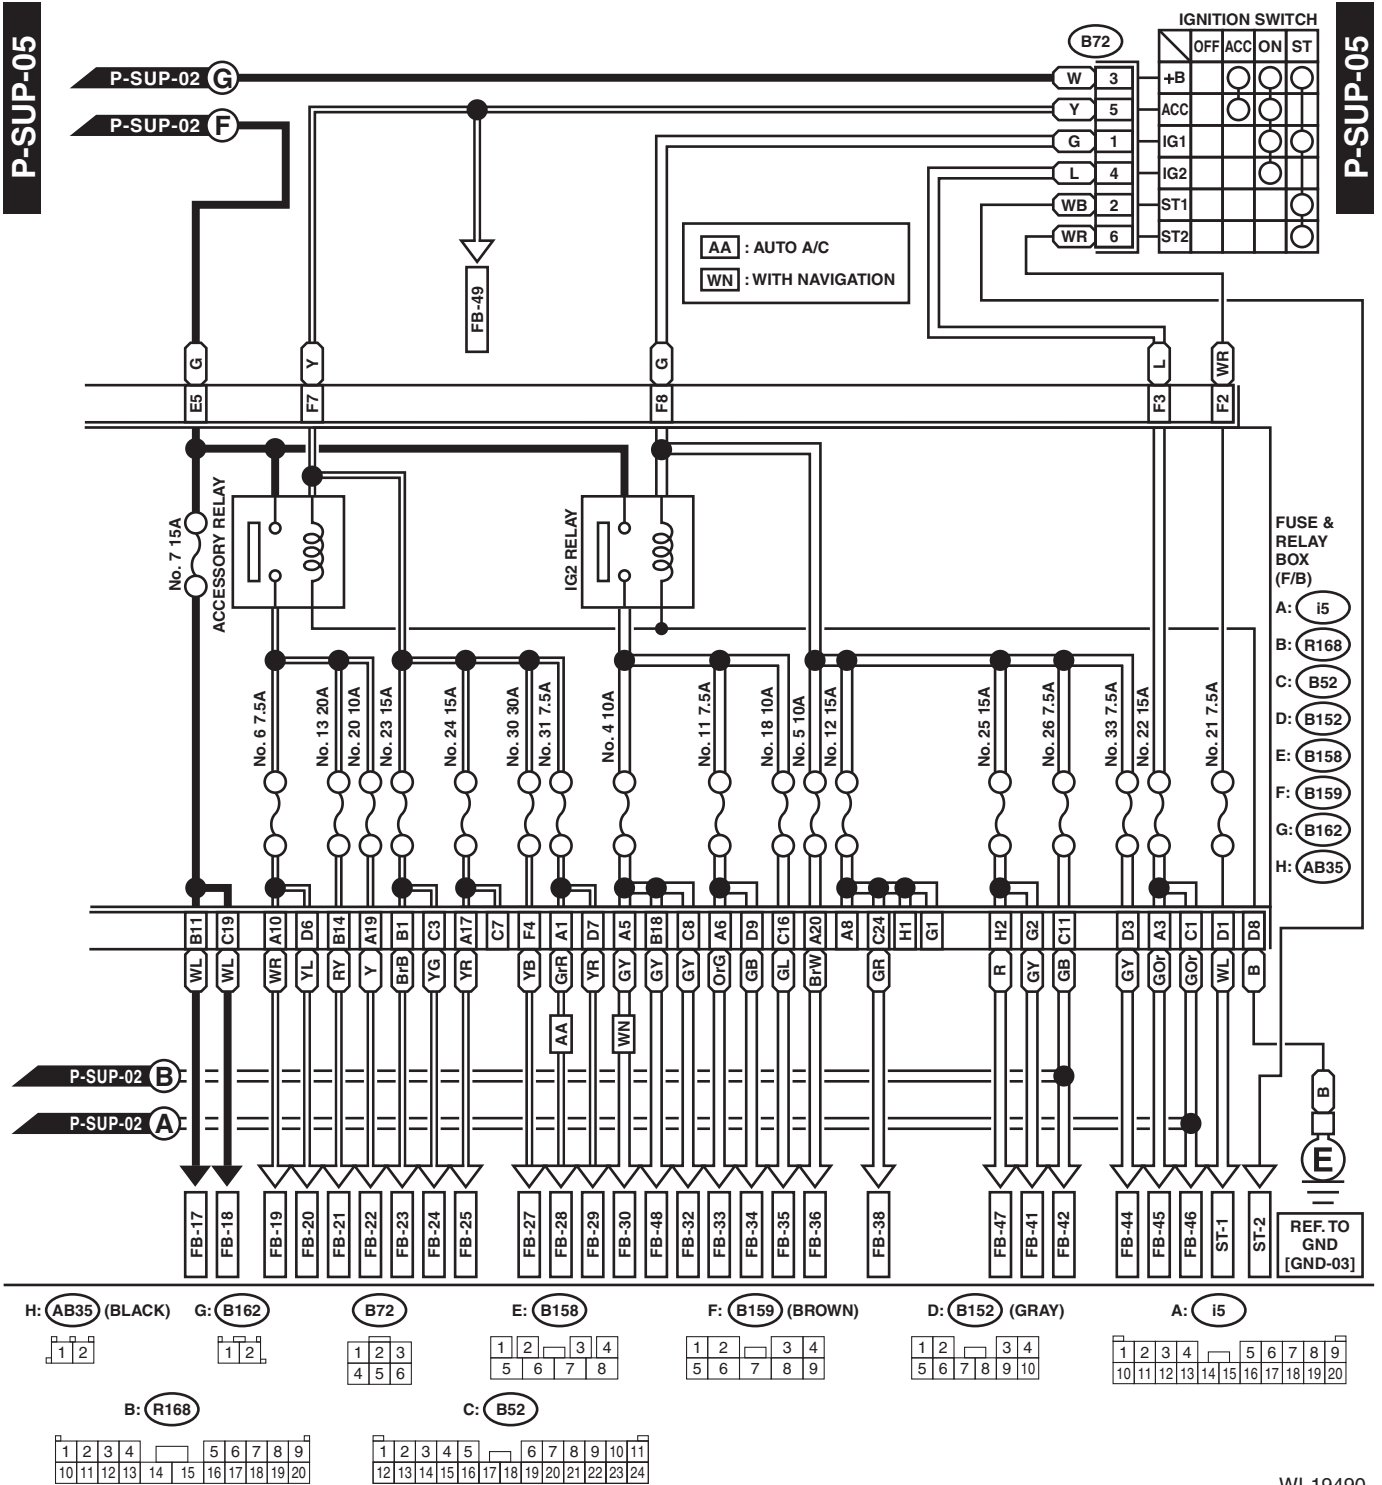 P-SUP-05
P-SUP-05
IGNITION SWITCH
B72
OFF ACC ON ST
P-SUP-02 G
W 3 +B
P-SUP-02 F
Y 5 ACC
G 1 IG1
L 4 IG2
WB 2 ST1
WR 6 ST2
AA : AUTO A/C
WN : WITH NAVIGATION
FB-49
G Y G L WR
E5 F7 F8 F3 F2
No. 7 15A
ACCESSORY RELAY
IG2 RELAY
FUSE &
RELAY
BOX
(F/B)
A: i5
B: R168
C: B52
D: B152
E: B158
F: B159
G: B162
H: AB35
No. 6 7.5A
No. 13 20A
No. 20 10A
No. 23 15A
No. 24 15A
No. 30 30A
No. 31 7.5A
No. 4 10A
No. 11 7.5A
No. 18 10A
No. 5 10A
No. 12 15A
No. 25 15A
No. 26 7.5A
No. 33 7.5A
No. 22 15A
No. 21 7.5A
B11 C19 A10 D6 B14 A19 B1 C3 A17 C7 F4 A1 D7 A5 B18 C8 A6 D9 C16 A20 A8 C24 H1 G1 H2 G2 C11 D3 A3 C1 D1 D8
WL WL WR YL RY Y BrB YG YR YB GrR YR GY GY GY OrG GB GL BrW GR R GY GB GY GOr GOr WL B
AA WN
P-SUP-02 B
B
P-SUP-02 A
E
FB-17 FB-18 FB-19 FB-20 FB-21 FB-22 FB-23 FB-24 FB-25 FB-27 FB-28 FB-29 FB-30 FB-48 FB-32 FB-33 FB-34 FB-35 FB-36 FB-38 FB-47 FB-41 FB-42 FB-44 FB-45 FB-46 ST-1 ST-2
REF. TO
GND
[GND-03]
H: AB35 (BLACK)
1 2
G: B162
1 2
B72
1 2 3
4 5 6
E: B158
1 2 3 4
5 6 7 8
F: B159 (BROWN)
1 2 3 4
5 6 7 8 9
D: B152 (GRAY)
1 2 3 4
5 6 7 8 9 10
A: i5
1 2 3 4 5 6 7 8 9
10 11 12 13 14 15 16 17 18 19 20
B: R168
1 2 3 4 5 6 7 8 9
10 11 12 13 14 15 16 17 18 19 20
C: B52
1 2 3 4 5 6 7 8 9 10 11
12 13 14 15 16 17 18 19 20 21 22 23 24
WI-19490